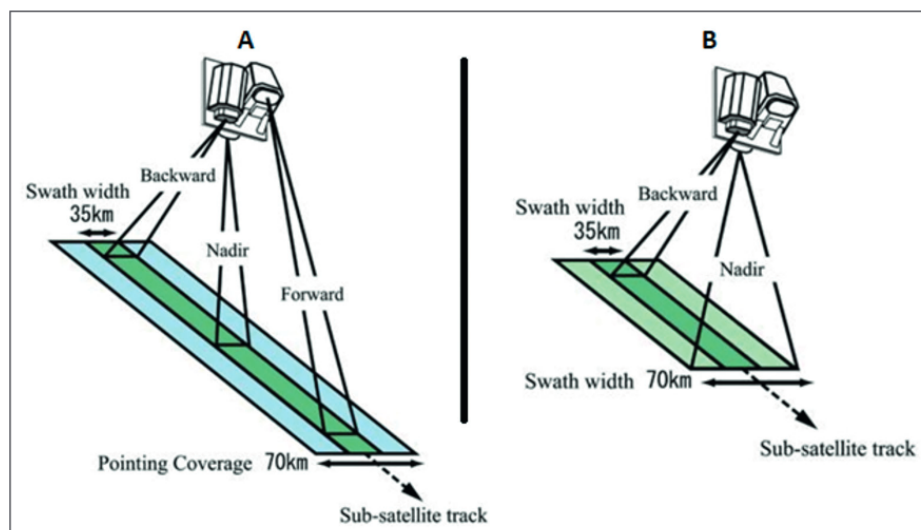 A
Backward
Swath width
35km
Nadir
Forward
Pointing Coverage 70km
Sub-satellite track
B
Backward
Swath width
35km
Nadir
Swath width 70km
Sub-satellite track